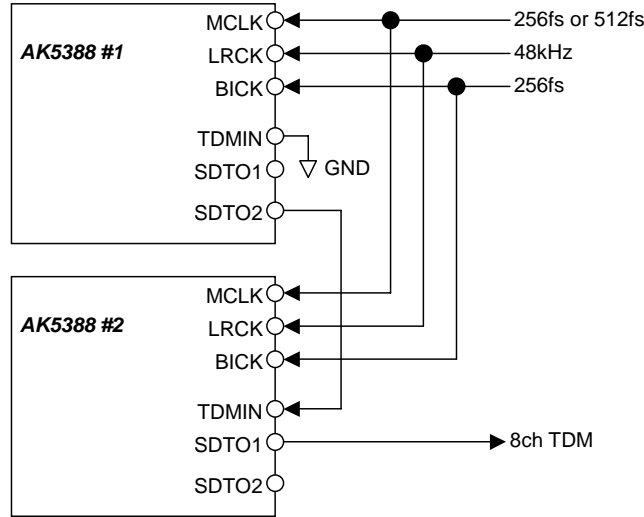 MCLK
256fs or 512fs
AK5388 #1
LRCK
48kHz
BICK
256fs
TDMIN
SDTO1
GND
SDTO2
MCLK
AK5388 #2
LRCK
BICK
TDMIN
SDTO1
8ch TDM
SDTO2